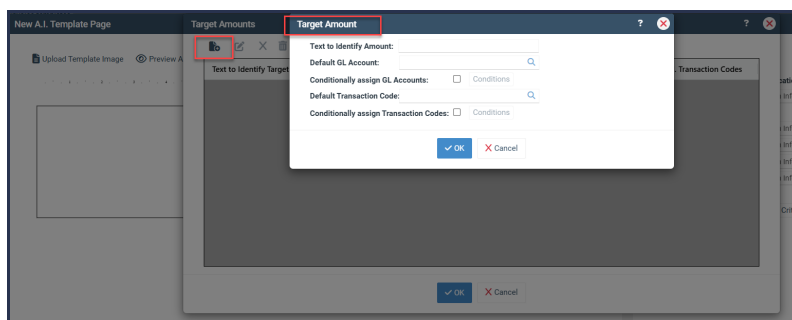 New A.I. Template Page
Target Amounts
Target Amount
?
?
Upload Template Image
Preview A
Text to Identify Target
. Transaction Codes
Text to Identify Amount:
Default GL Account:
Conditionally assign GL Accounts:
Conditions
Default Transaction Code:
Conditionally assign Transaction Codes:
Conditions
OK
Cancel
OK
Cancel